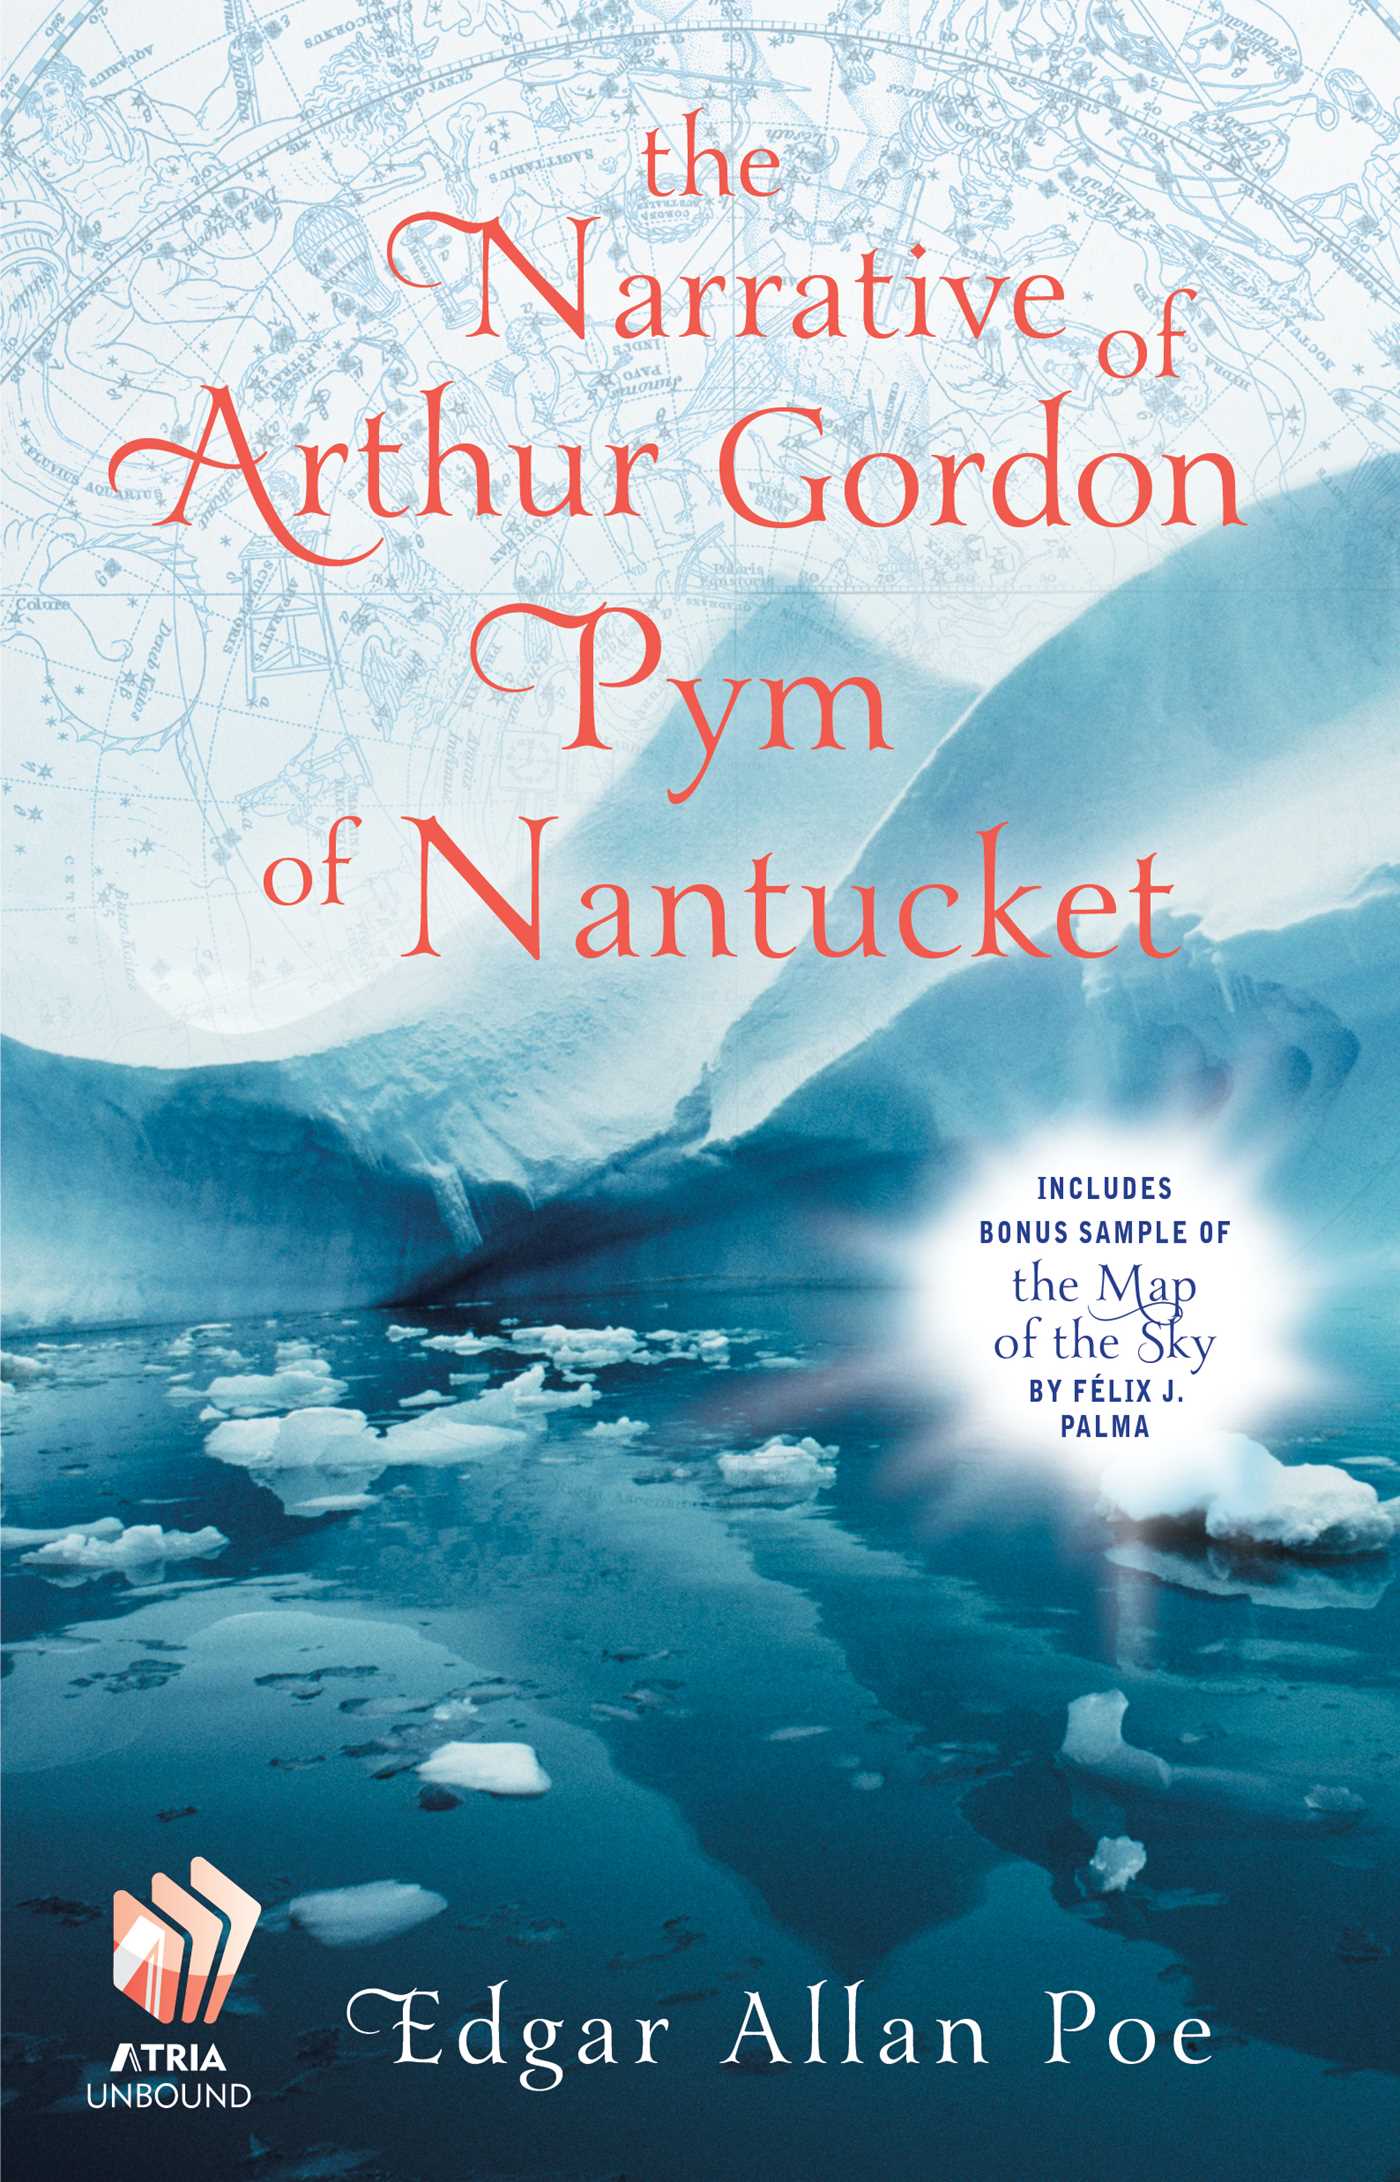 the
Narrative of
Arthur Gordon
Pym
of Nantucket
INCLUDES
BONUS SAMPLE OF
the Map
of the Sky
BY FÉLIX J.
PALMA
Edgar Allan Poe
ATRIA
UNBOUND